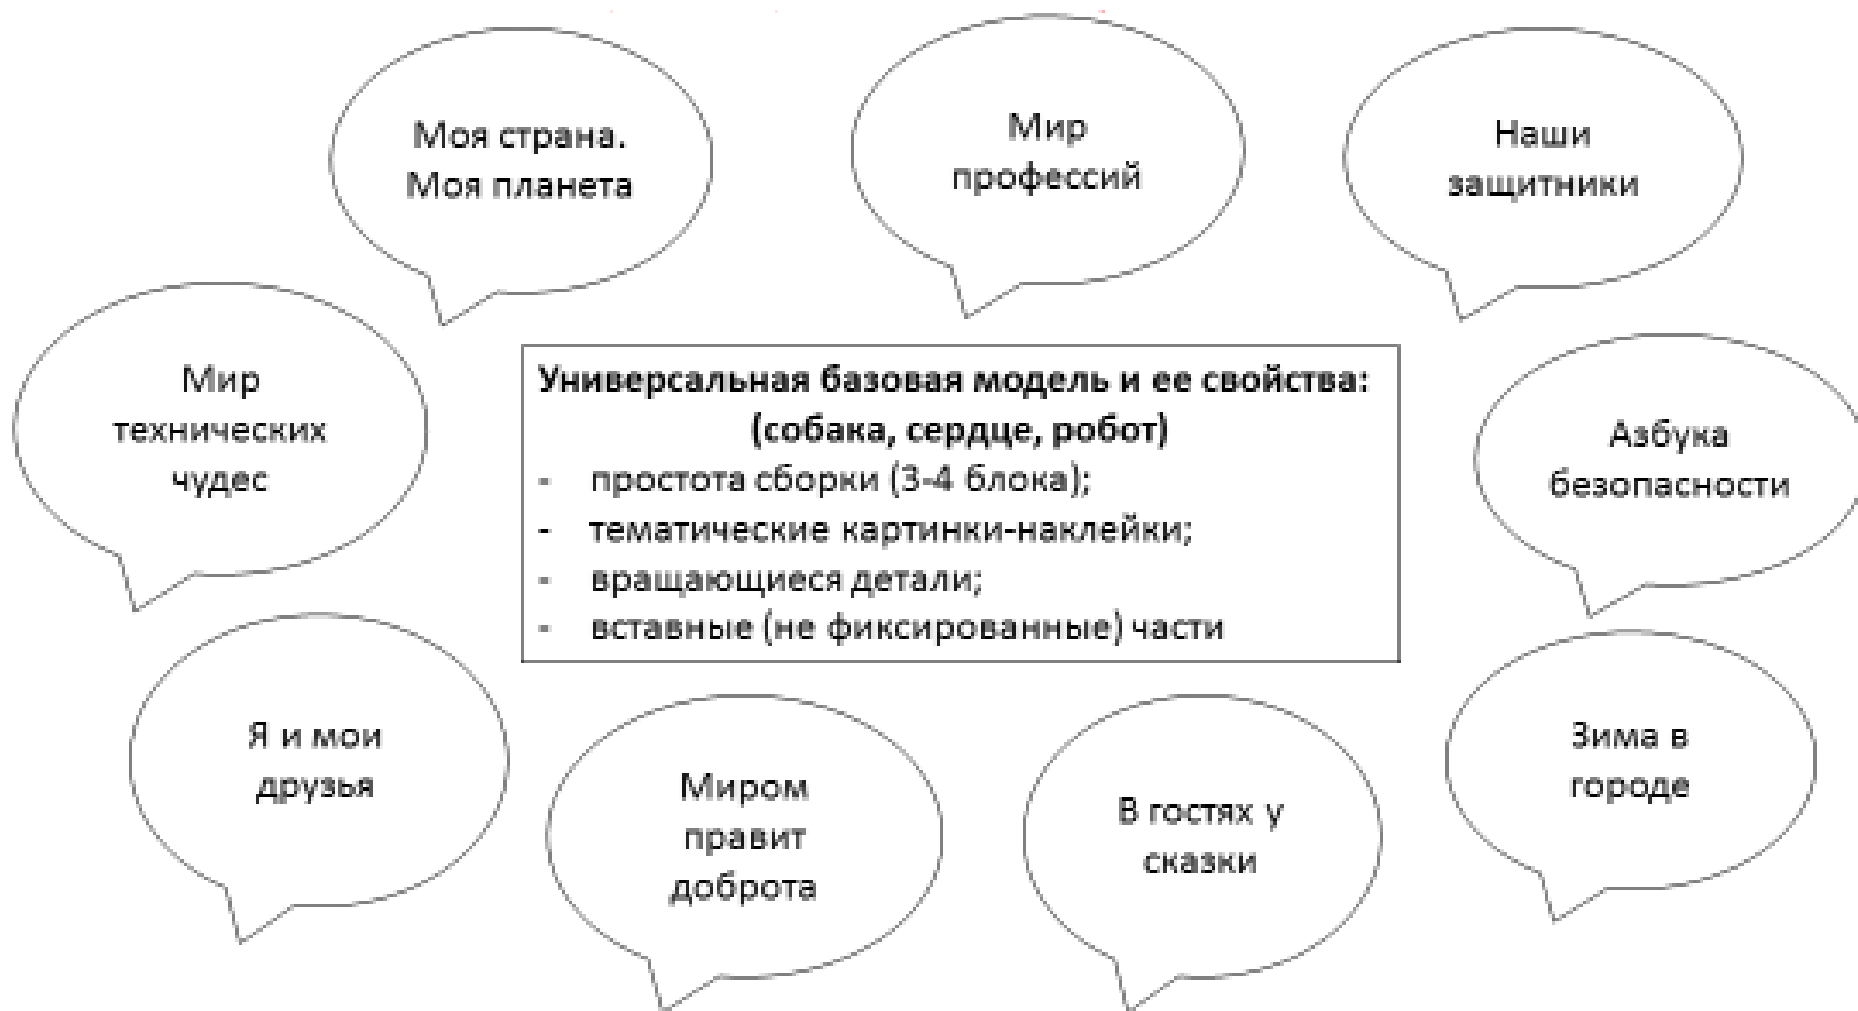 Моя страна.
Моя планета
Мир
профессий
Наши
защитники
Мир
технических
чудес
Универсальная базовая модель и ее свойства:
(собака, сердце, робот)
- простота сборки (3-4 блока);
- тематические картинки-наклейки;
- вращающиеся детали;
- вставные (не фиксированные) части
Азбука
безопасности
Я и мои
друзья
Миром
правит
доброта
В гостях у
сказки
Зима в
городе